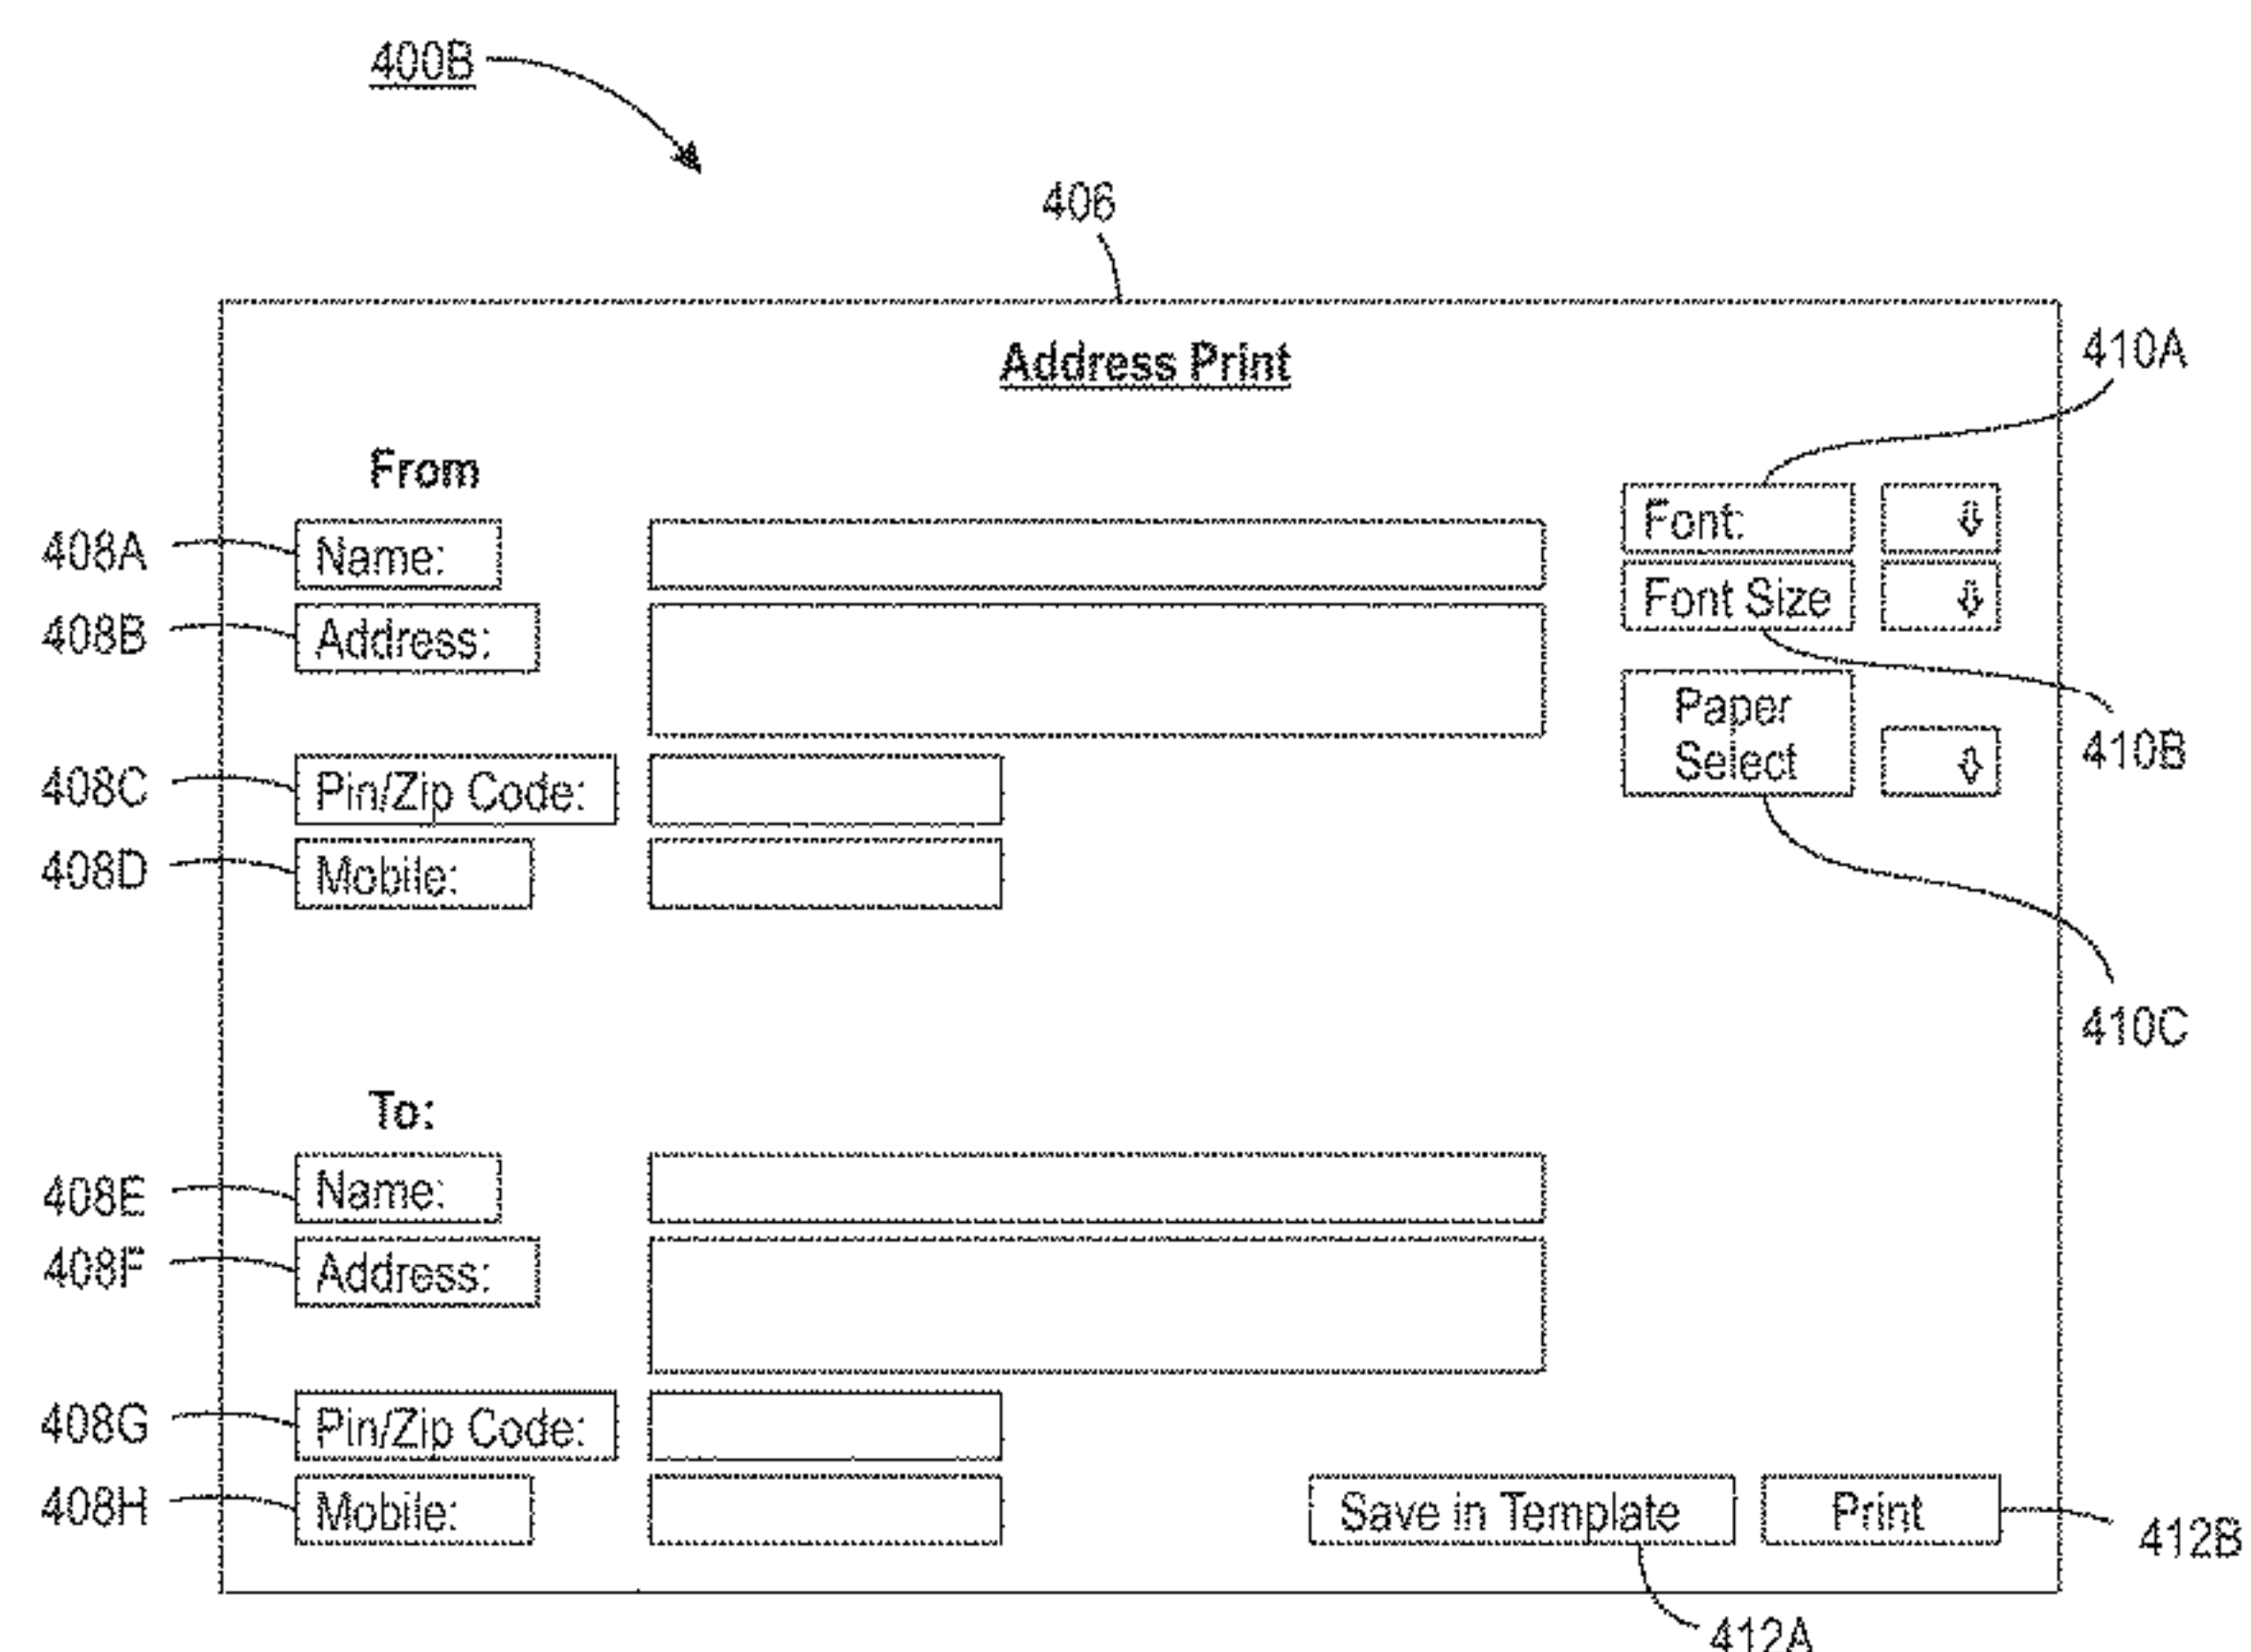 400B
406
Address Print
410A
From
408A Name: Font:
408B Address: Font Size
Paper
Select
410B
408C Pin/Zip Code:
408D Mobile:
410C
To:
408E Name:
408F Address:
408G Pin/Zip Code:
408H Mobile: Save in Template Print
412B
412A